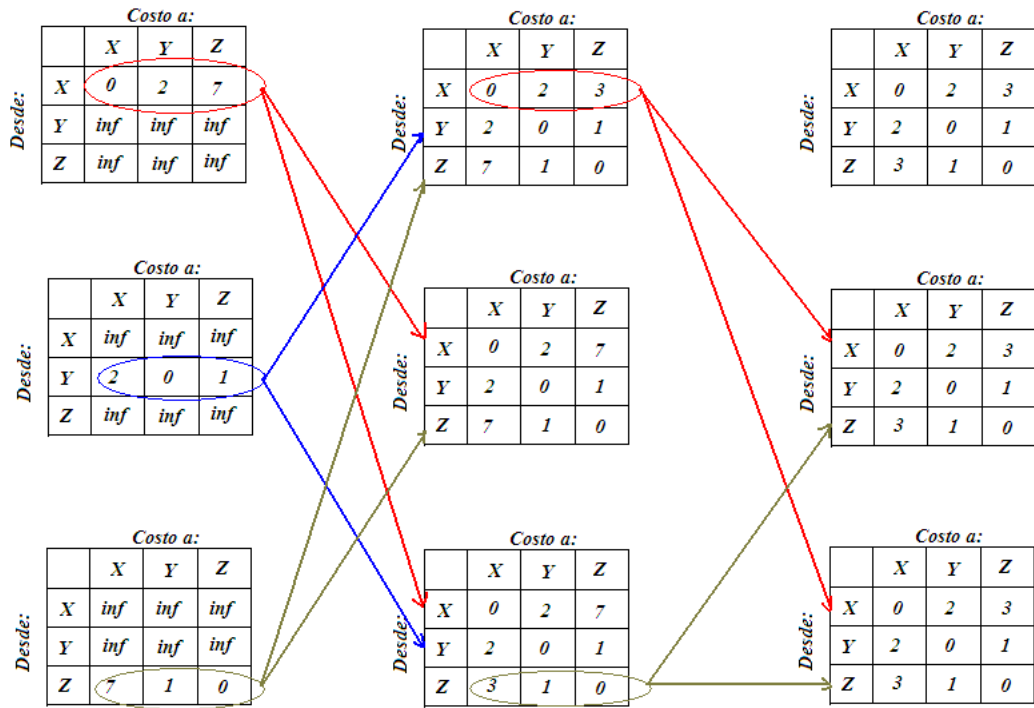 Costo a:
X Y Z
Desde:
X 0 2 7
Y inf inf inf
Z inf inf inf
Costo a:
X Y Z
Desde:
X 0 2 3
Y 2 0 1
Z 7 1 0
Costo a:
X Y Z
Desde:
X 0 2 3
Y 2 0 1
Z 3 1 0
Costo a:
X Y Z
Desde:
X inf inf inf
Y 2 0 1
Z inf inf inf
Costo a:
X Y Z
Desde:
X 0 2 7
Y 2 0 1
Z 7 1 0
Costo a:
X Y Z
Desde:
X 0 2 3
Y 2 0 1
Z 3 1 0
Costo a:
X Y Z
Desde:
X inf inf inf
Y inf inf inf
Z 7 1 0
Costo a:
X Y Z
Desde:
X 0 2 7
Y 2 0 1
Z 3 1 0
Costo a:
X Y Z
Desde:
X 0 2 3
Y 2 0 1
Z 3 1 0